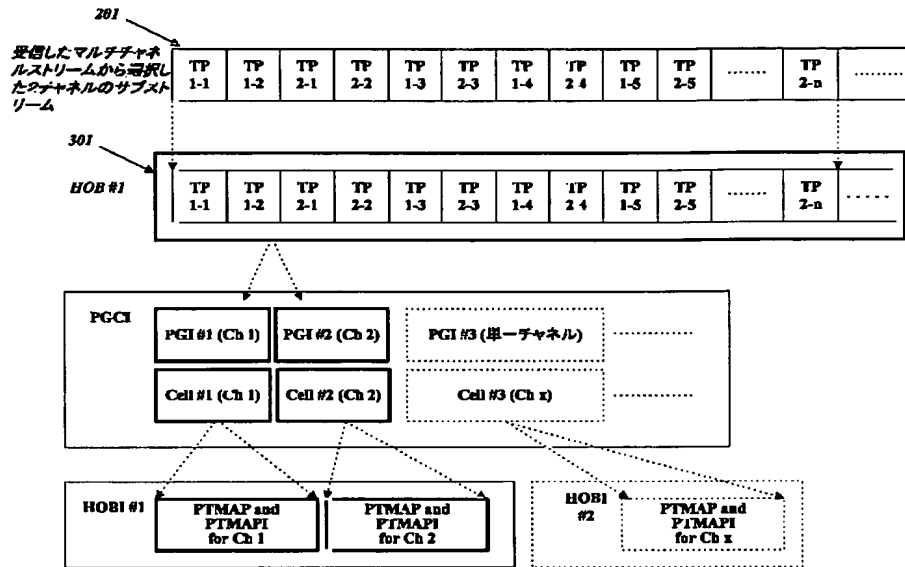 201
受信したマルチチャネ
ルストリームから選択し
た2チャネルのサブスト
リーム
TP 1-1 TP 1-2 TP 2-1 TP 2-2 TP 1-3 TP 2-3 TP 1-4 TP 2 4 TP 1-5 TP 2-5 ...... TP 2-n ........
301
HOB #1
TP 1-1 TP 1-2 TP 2-1 TP 2-2 TP 1-3 TP 2-3 TP 1-4 TP 2 4 TP 1-5 TP 2-5 ...... TP 2-n .....
PGCI
PGI #1 (Ch 1) PGI #2 (Ch 2) PGI #3 (単一チャネル)
Cell #1 (Ch 1) Cell #2 (Ch 2) Cell #3 (Ch x)
HOBI #1
PTMAP and
PTMAPI
for Ch 1
PTMAP and
PTMAPI
for Ch 2
HOBI
#2
PTMAP and
PTMAPI
for Ch x